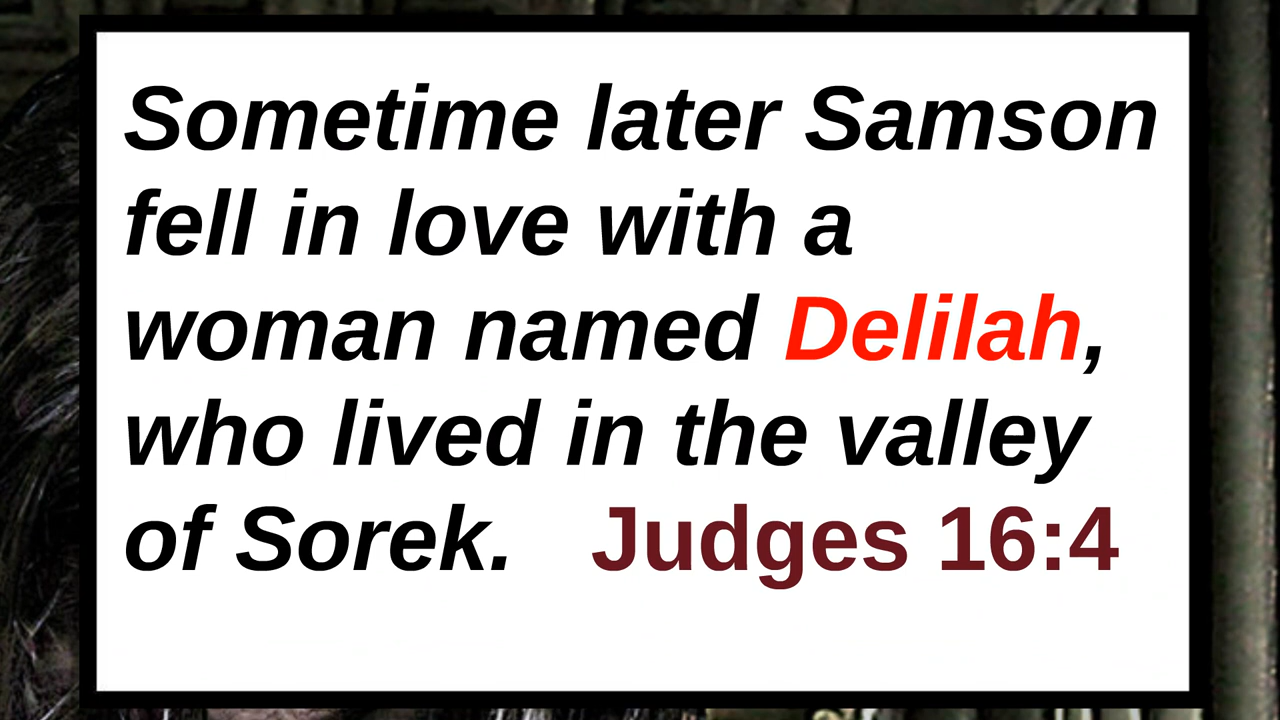 Sometime later Samson
fell in love with a
woman named Delilah,
who lived in the valley
of Sorek. Judges 16:4